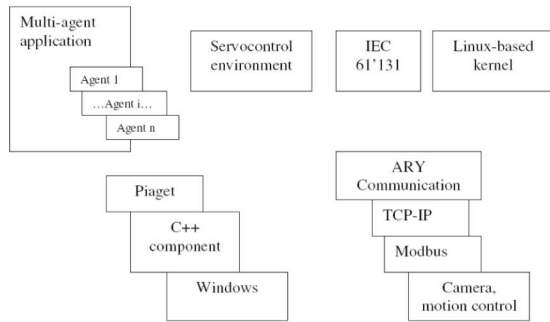 Multi-agent
application
Agent 1
...Agent i...
Agent n
Servocontrol
environment
IEC
61'131
Linux-based
kernel
Piaget
C++
component
Windows
ARY
Communication
TCP-IP
Modbus
Camera,
motion control